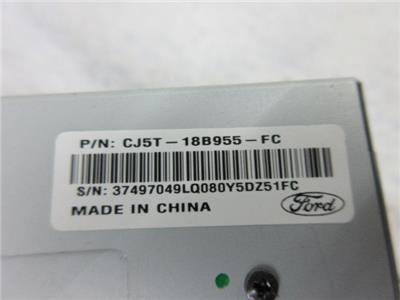 P/N: CJ5T-18B955-FC
S/N: 37497049LQ080Y5DZ51FC
MADE IN CHINA
Ford